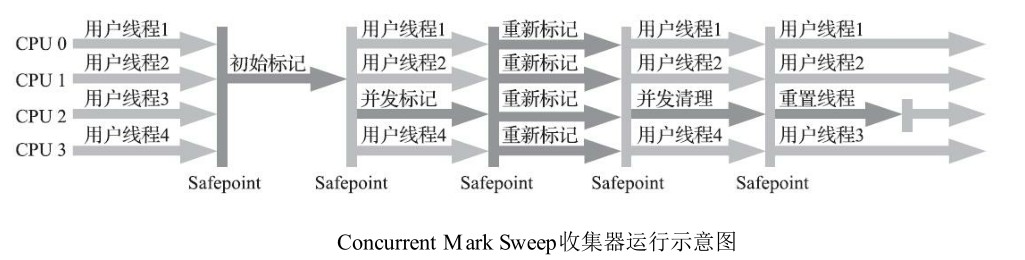 CPU 0 用户线程1 用户线程1 重新标记 用户线程1 用户线程1
初始标记
CPU 1 用户线程2 用户线程2 重新标记 用户线程2 用户线程2
CPU 2 用户线程3 并发标记 重新标记 并发清理 重置线程
CPU 3 用户线程4 用户线程4 重新标记 用户线程4 用户线程3
Safepoint Safepoint Safepoint Safepoint Safepoint
Concurrent Mark Sweep收集器运行示意图